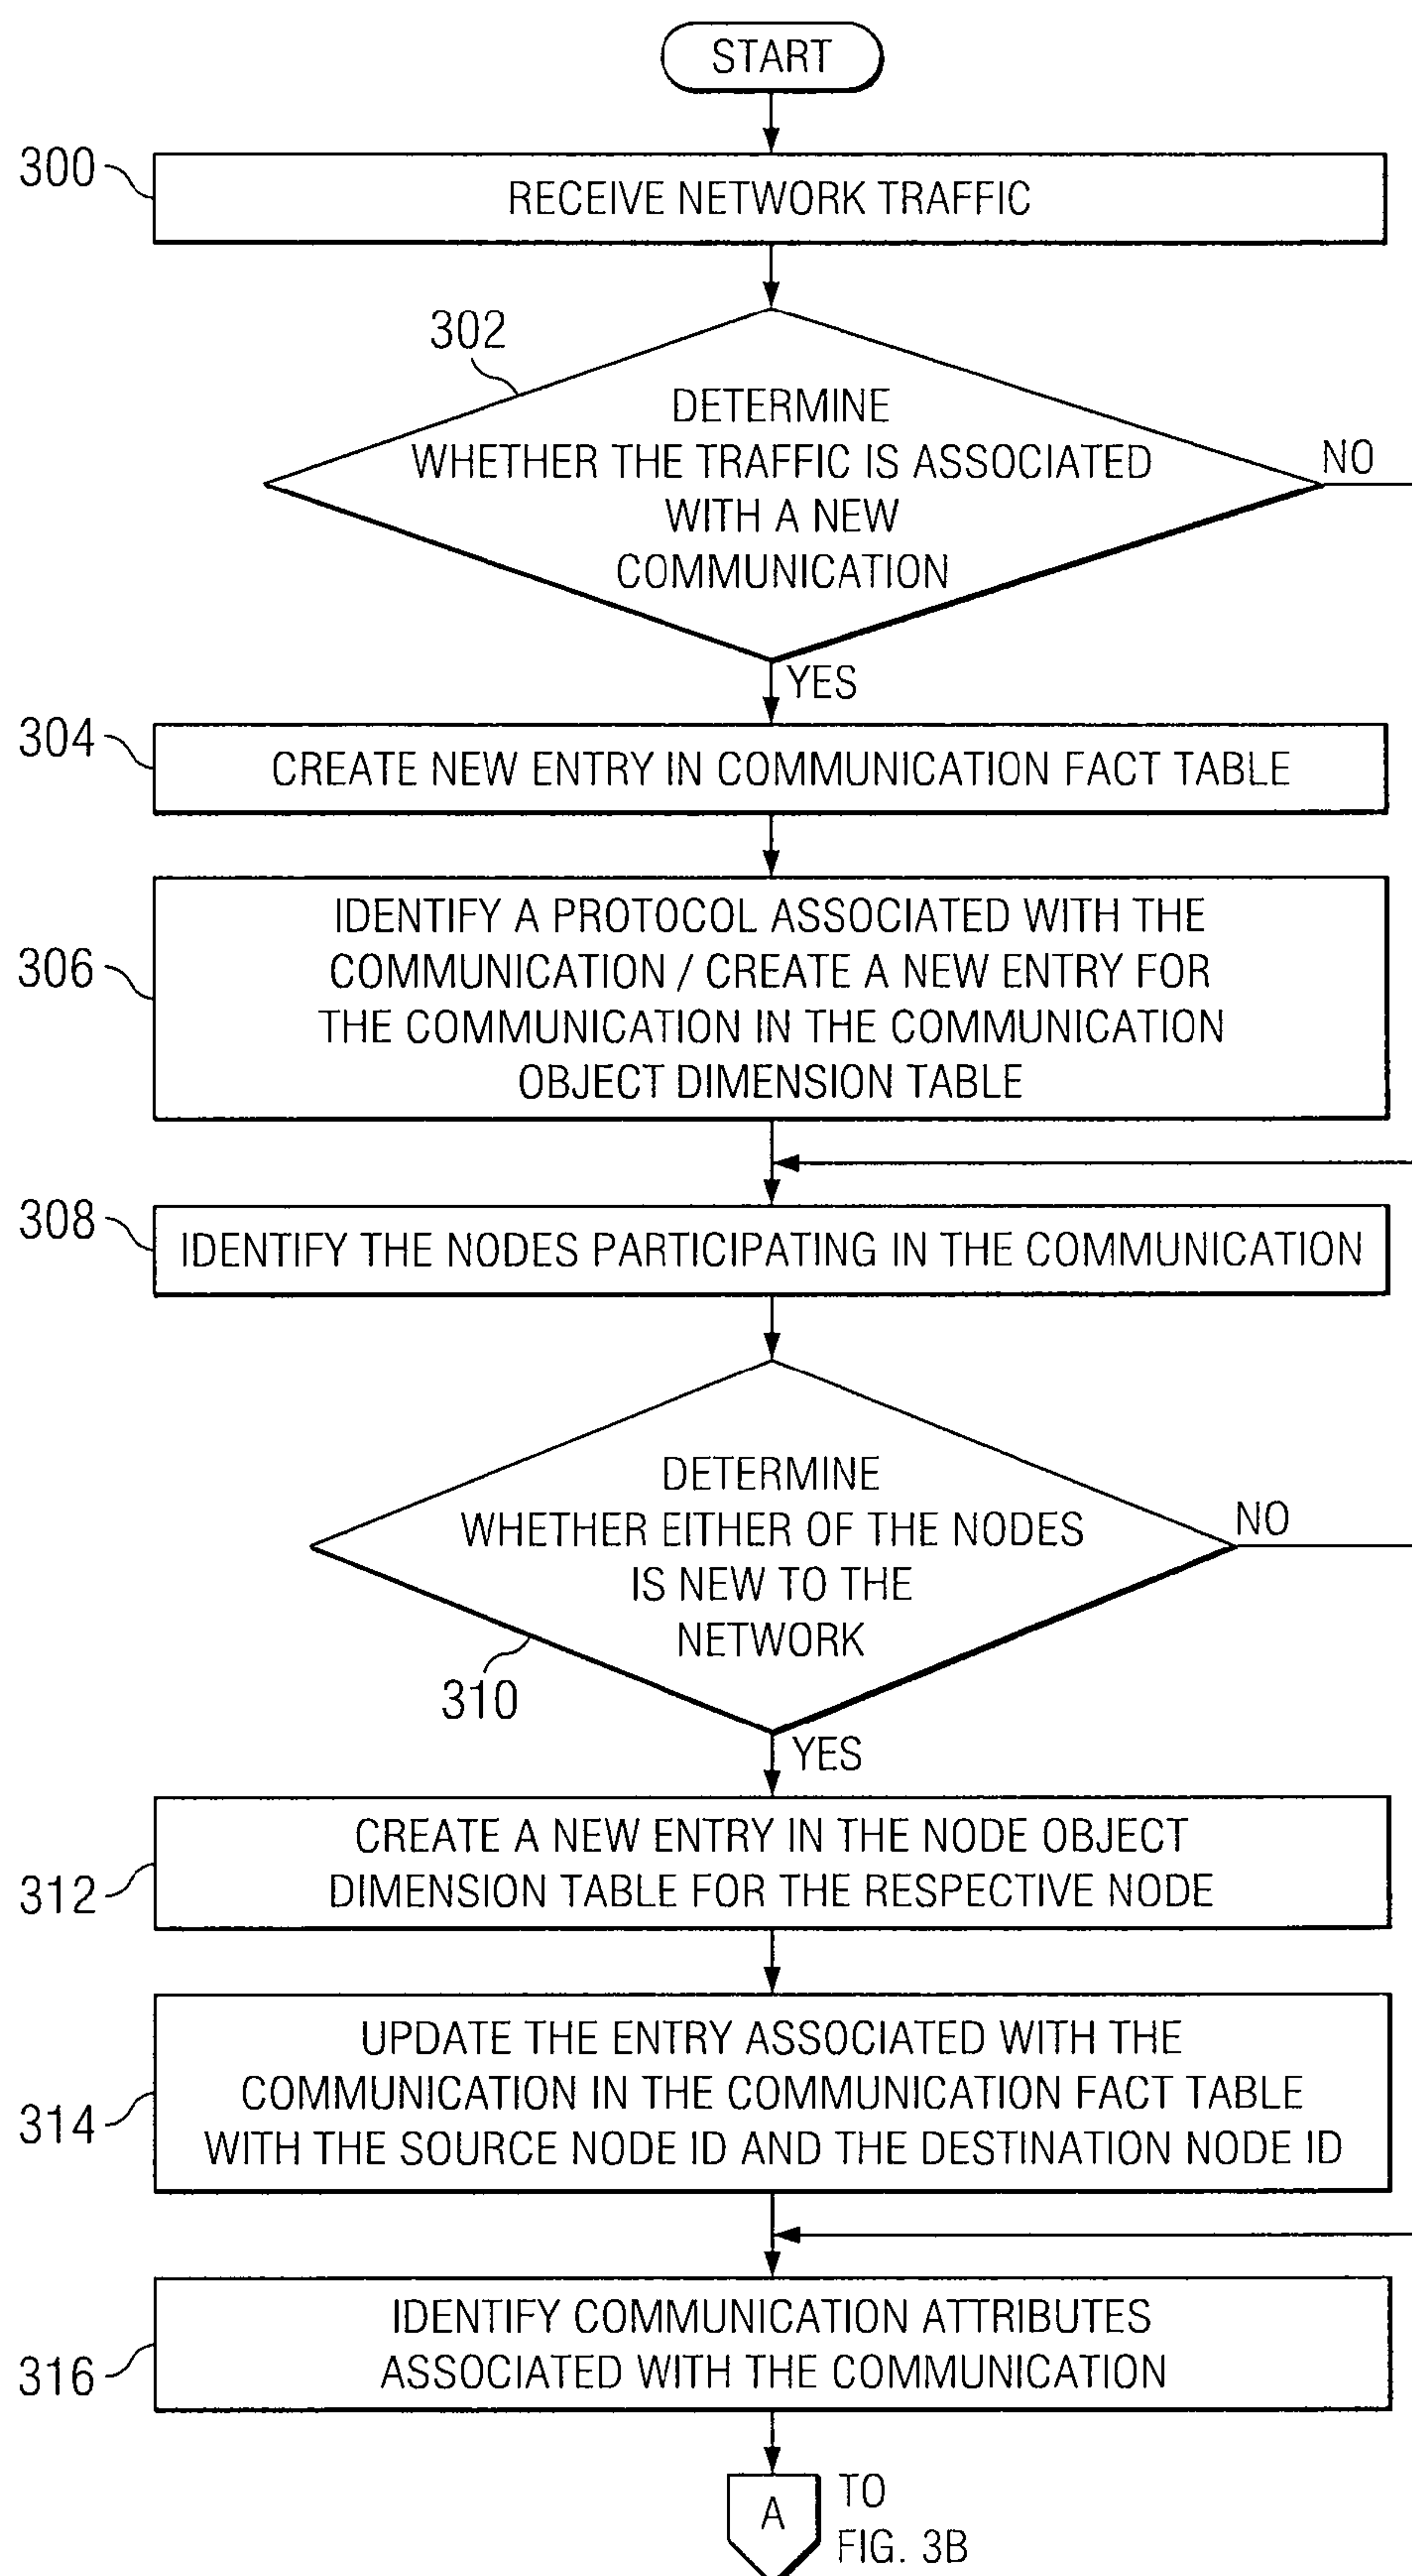 START
300
RECEIVE NETWORK TRAFFIC
302
DETERMINE
WHETHER THE TRAFFIC IS ASSOCIATED
WITH A NEW
COMMUNICATION
NO
YES
304
CREATE NEW ENTRY IN COMMUNICATION FACT TABLE
306
IDENTIFY A PROTOCOL ASSOCIATED WITH THE
COMMUNICATION / CREATE A NEW ENTRY FOR
THE COMMUNICATION IN THE COMMUNICATION
OBJECT DIMENSION TABLE
308
IDENTIFY THE NODES PARTICIPATING IN THE COMMUNICATION
DETERMINE
WHETHER EITHER OF THE NODES
IS NEW TO THE
NETWORK
NO
310
YES
312
CREATE A NEW ENTRY IN THE NODE OBJECT
DIMENSION TABLE FOR THE RESPECTIVE NODE
314
UPDATE THE ENTRY ASSOCIATED WITH THE
COMMUNICATION IN THE COMMUNICATION FACT TABLE
WITH THE SOURCE NODE ID AND THE DESTINATION NODE ID
316
IDENTIFY COMMUNICATION ATTRIBUTES
ASSOCIATED WITH THE COMMUNICATION
A
TO
FIG. 3B